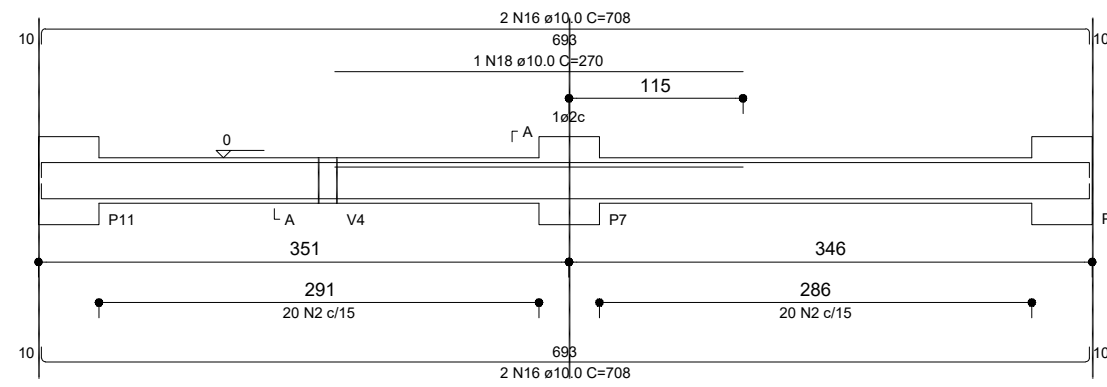 2 N16 ø10.0 C=708
10 693 10
1 N18 ø10.0 C=270
115
1ø2c
A
0
P11 A V4 P7 P
351 346
291 286
20 N2 c/15 20 N2 c/15
10 693 10
2 N16 ø10.0 C=708